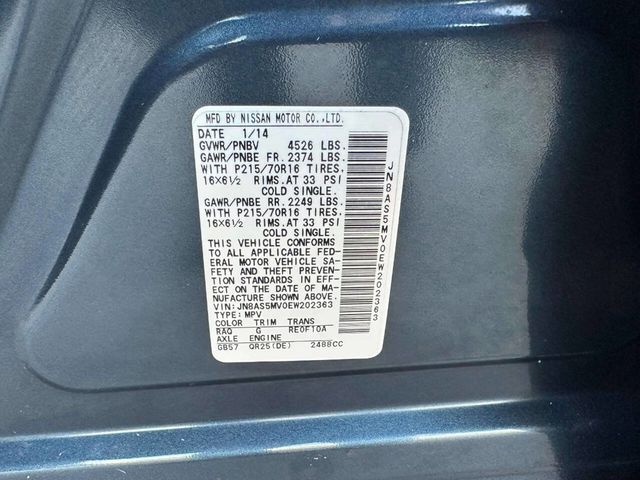 MFD BY NISSAN MOTOR CO.,LTD.
DATE 1/14
GVWR/PNBV 4526 LBS.
GAWR/PNBE FR. 2374 LBS.
WITH P215/70R16 TIRES,
16X6½ RIMS.AT 33 PSI
COLD SINGLE.
GAWR/PNBE RR. 2249 LBS.
WITH P215/70R16 TIRES,
16X6½ RIMS.AT 33 PSI
COLD SINGLE.
THIS VEHICLE CONFORMS
TO ALL APPLICABLE FED-
ERAL MOTOR VEHICLE SA-
FETY AND THEFT PREVEN-
TION STANDARDS IN EFF-
ECT ON THE DATE OF MA-
NUFACTURE SHOWN ABOVE.
VIN:JN8AS5MV0EW202363
TYPE:MPV
COLOR TRIM TRANS
RAQ G RE0F10A
AXLE ENGINE
GB57 QR25(DE) 2488CC
JN8AS5MV0EW202363